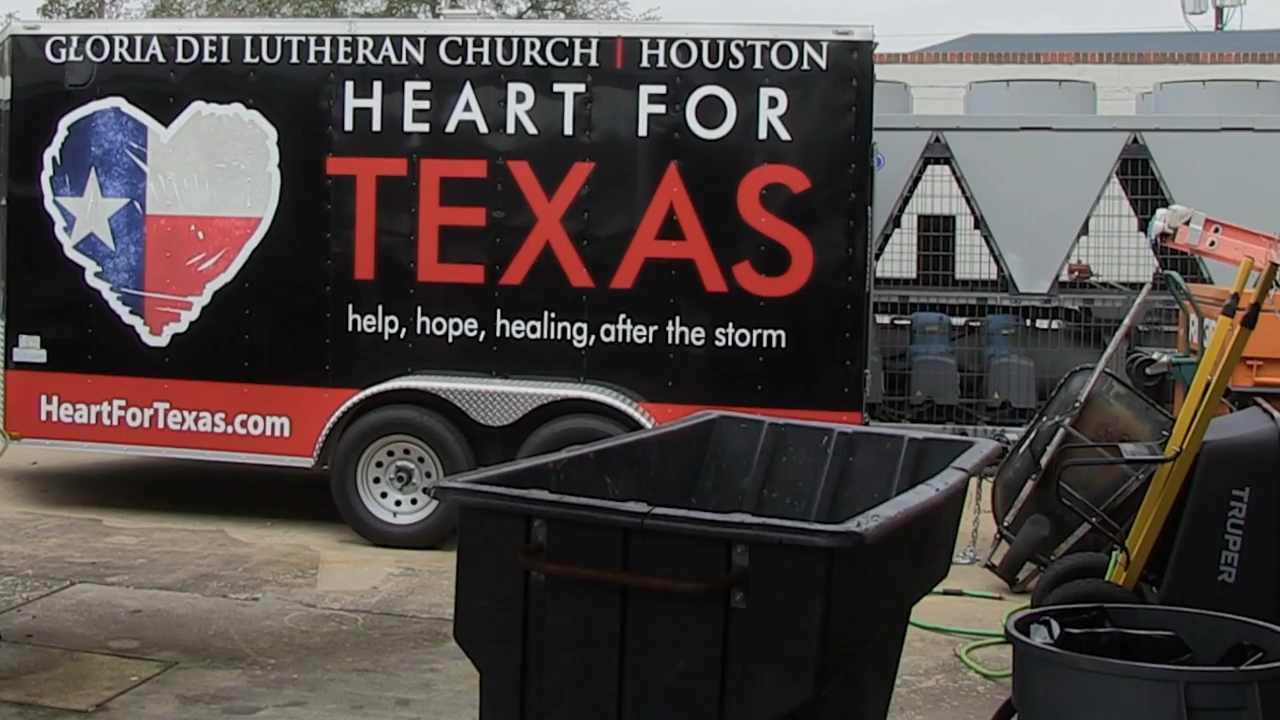 GLORIA DEI LUTHERAN CHURCH | HOUSTON
HEART FOR
TEXAS
help, hope, healing, after the storm
HeartForTexas.com
TRUPER